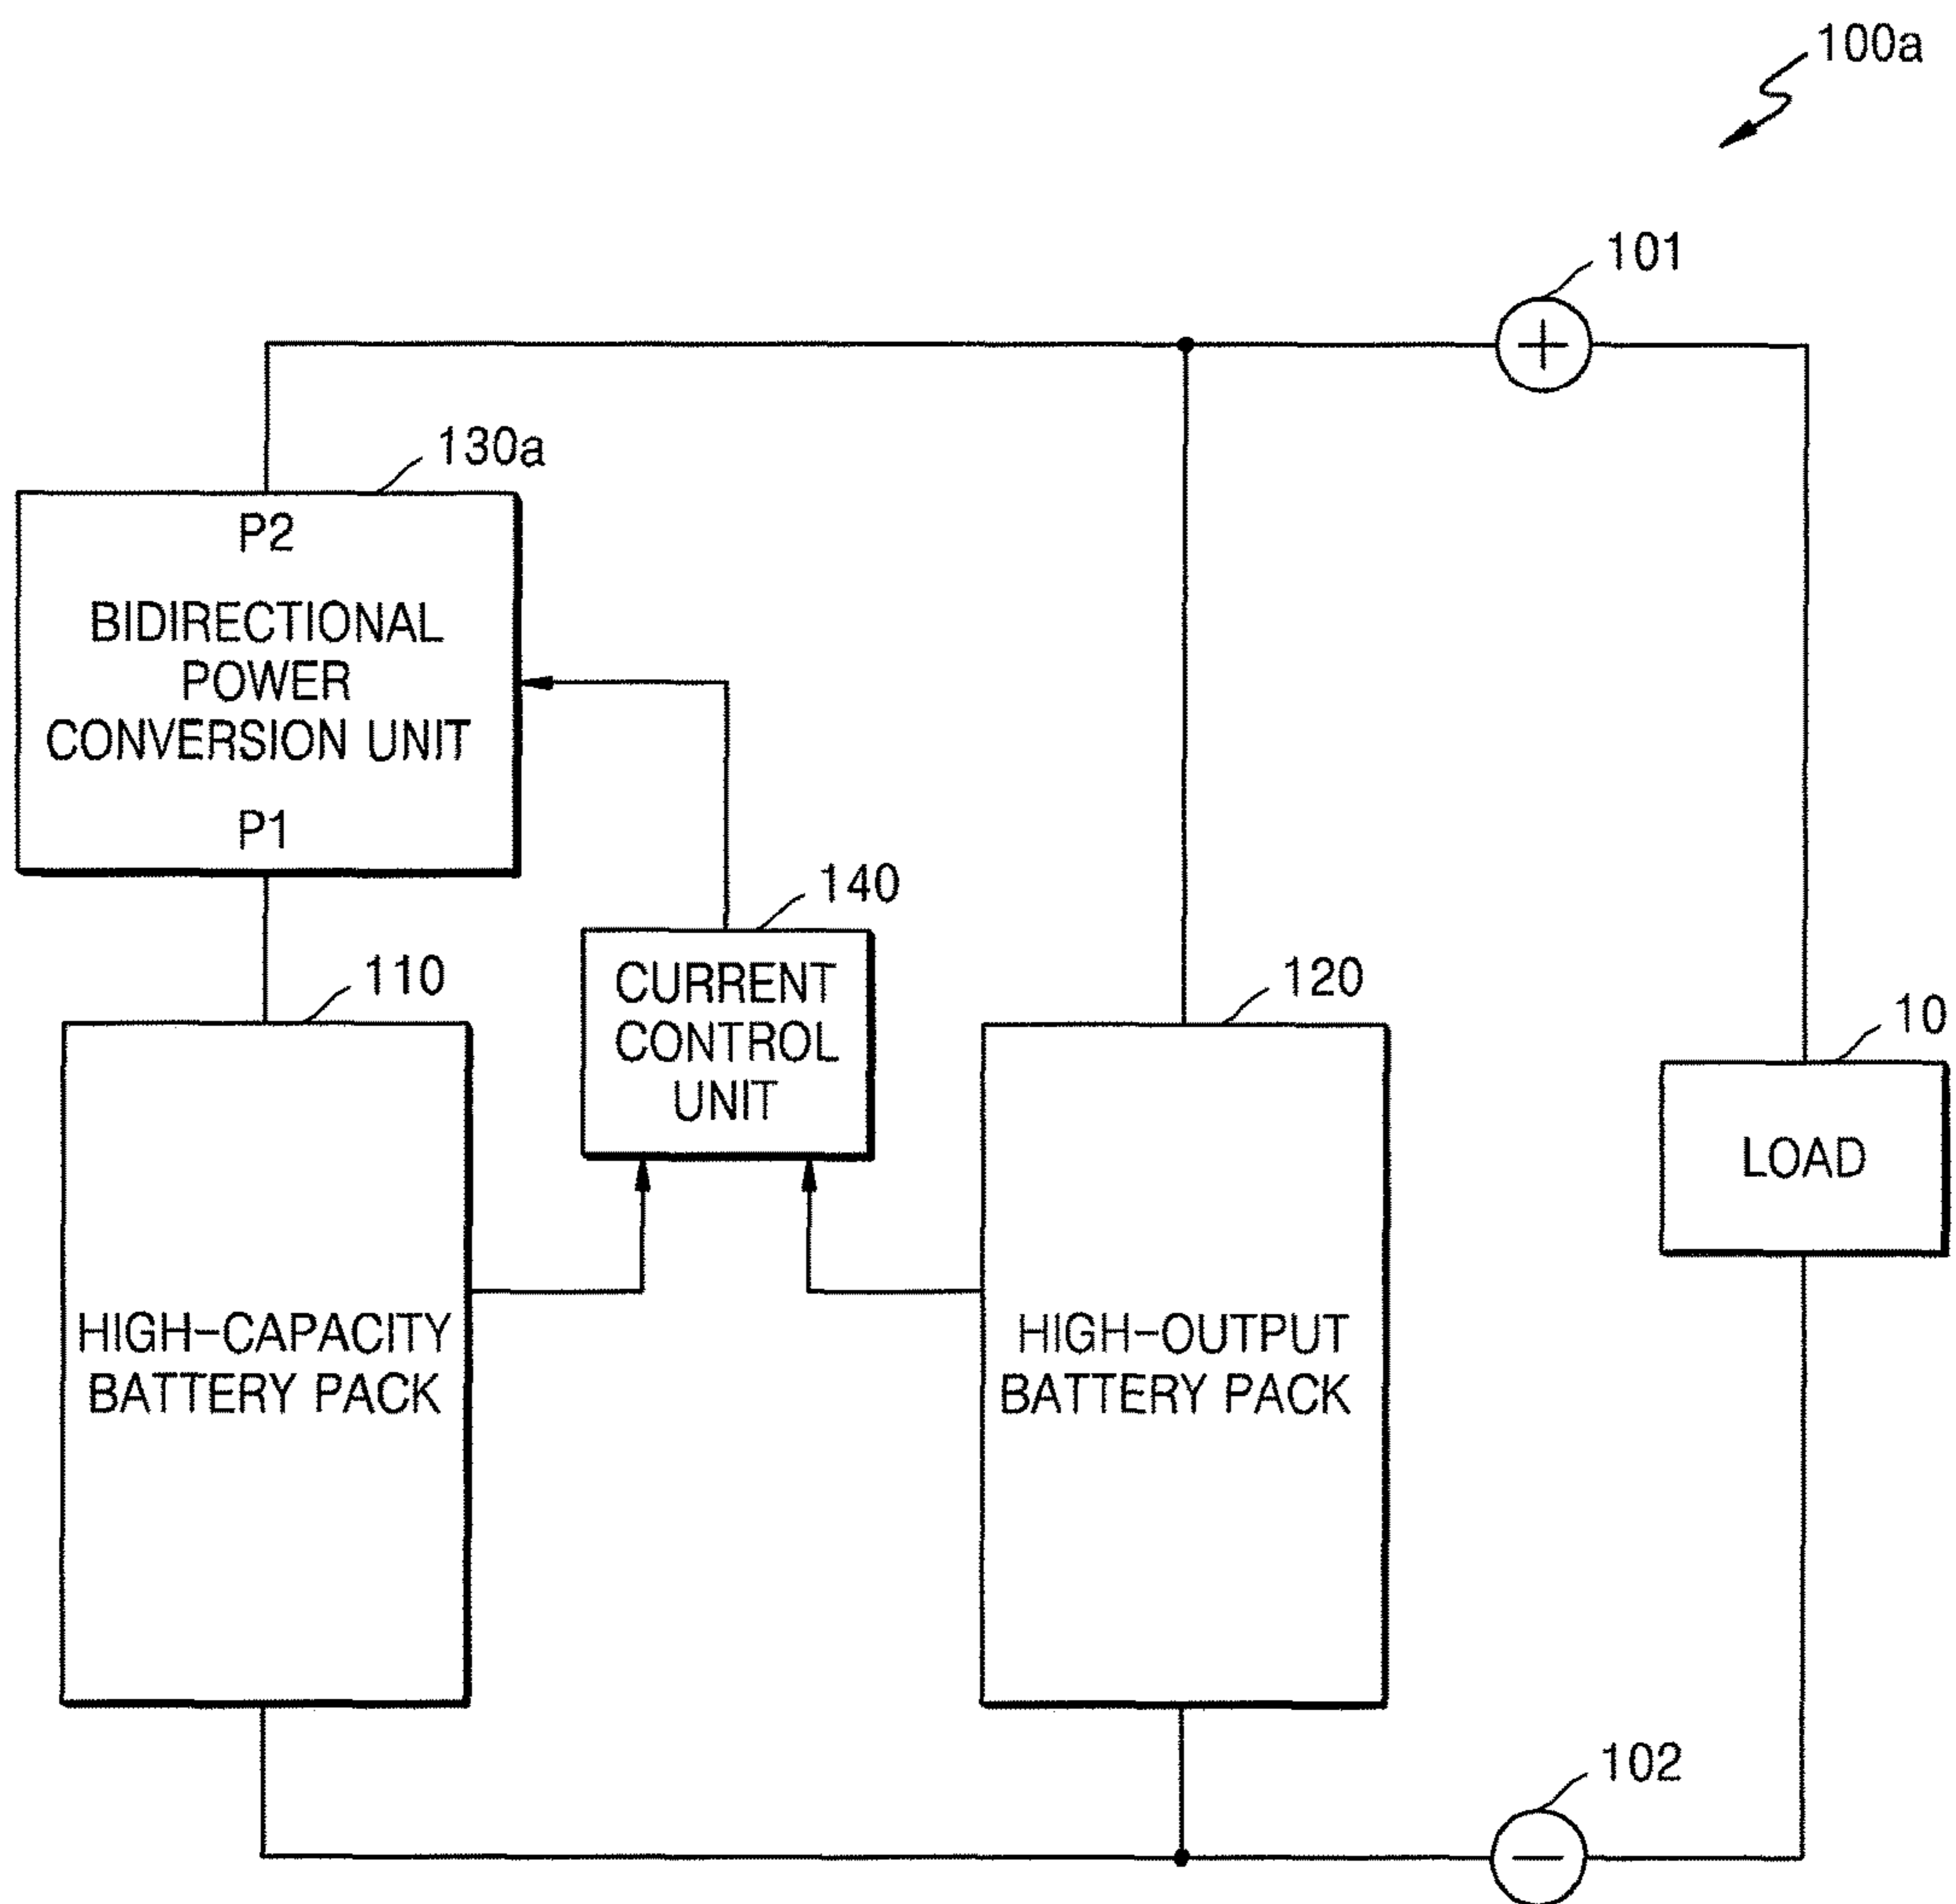 100a
101
+
130a
P2
BIDIRECTIONAL
POWER
CONVERSION UNIT
P1
140
CURRENT
CONTROL
UNIT
110
HIGH-CAPACITY
BATTERY PACK
120
HIGH-OUTPUT
BATTERY PACK
10
LOAD
102
−